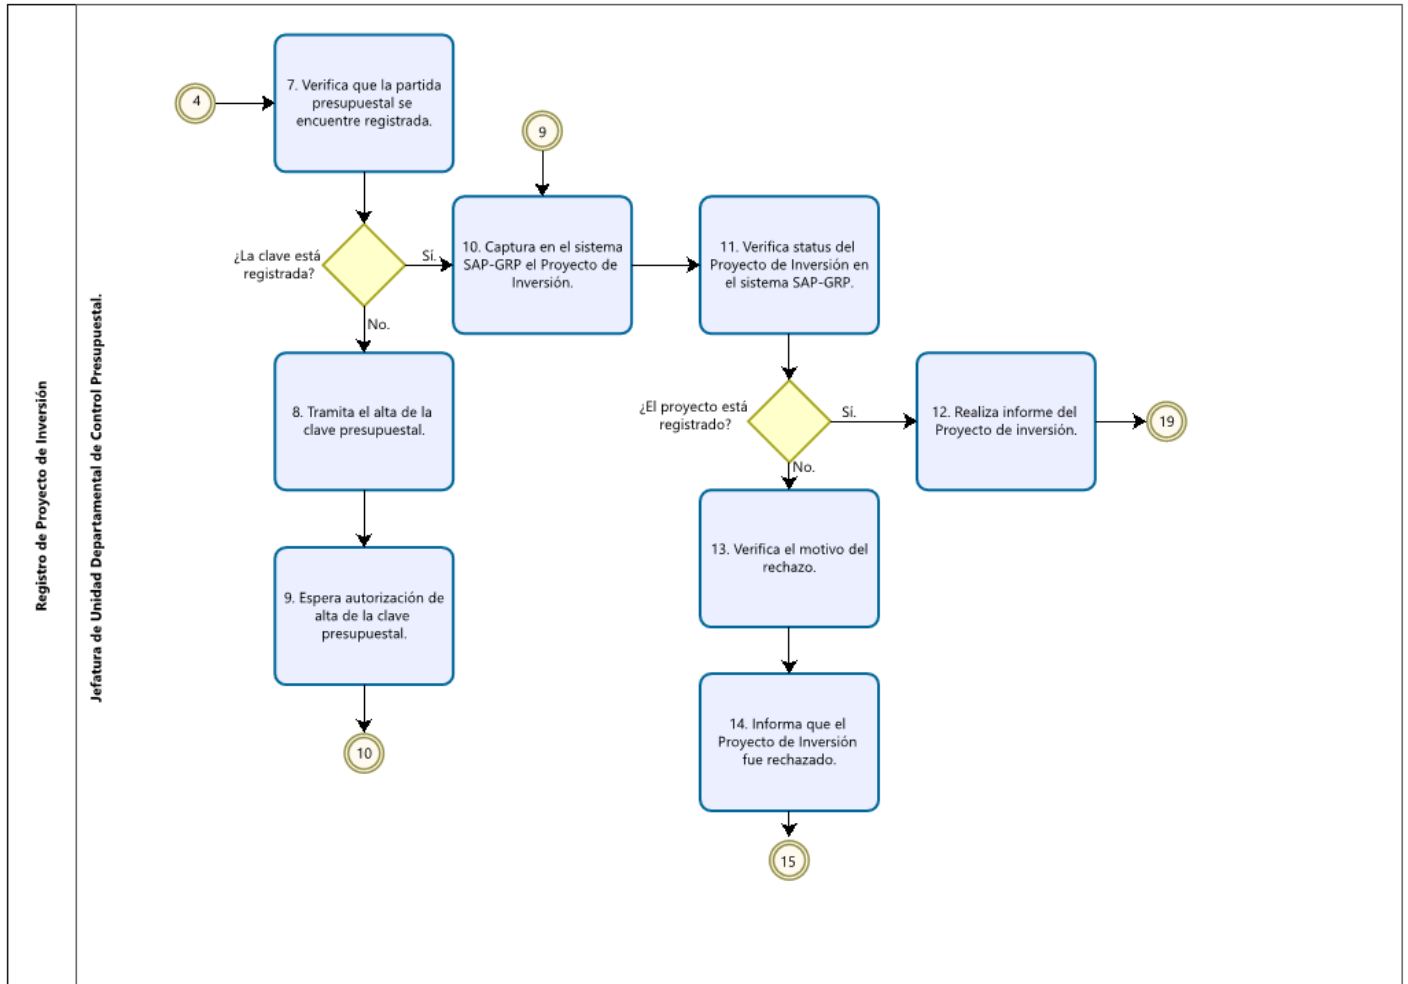 Registro de Proyecto de Inversión
Jefatura de Unidad Departamental de Control Presupuestal.
4
7. Verifica que la partida
presupuestal se
encuentre registrada.
9
¿La clave está
registrada?
Sí.
No.
10. Captura en el sistema
SAP-GRP el Proyecto de
Inversión.
11. Verifica status del
Proyecto de Inversión en
el sistema SAP-GRP.
8. Tramita el alta de la
clave presupuestal.
¿El proyecto está
registrado?
Sí.
No.
12. Realiza informe del
Proyecto de inversión.
19
9. Espera autorización de
alta de la clave
presupuestal.
10
13. Verifica el motivo del
rechazo.
14. Informa que el
Proyecto de Inversión
fue rechazado.
15